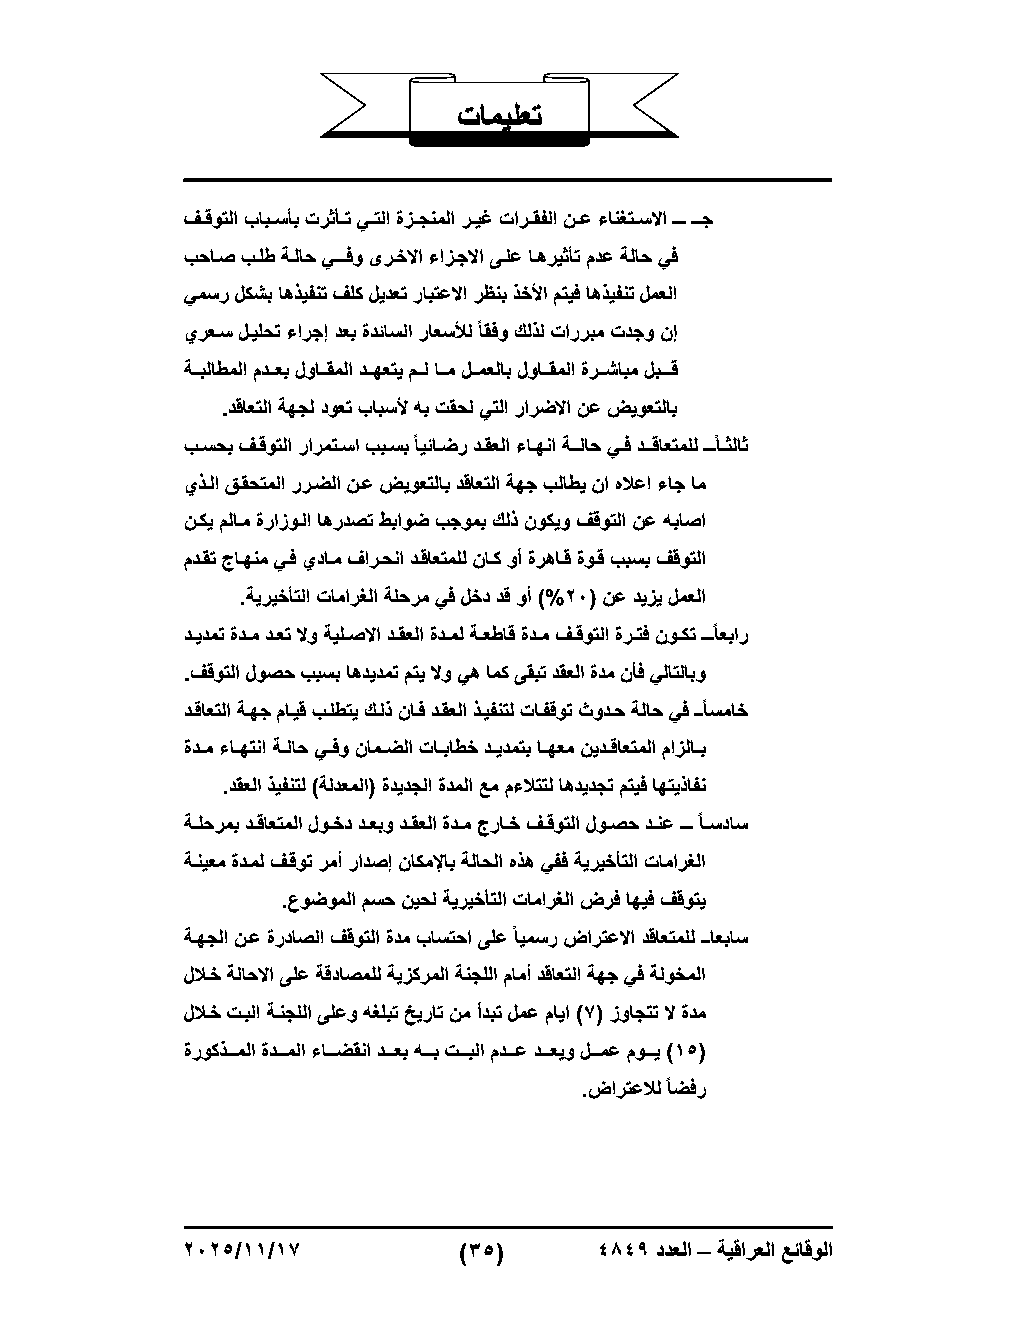 تعليمات
جـ ــ الاستغناء عن الفقرات غير المنجزة التي تأثرت بأسباب التوقف
في حالة عدم تأثيرها على الاجزاء الاخرى وفي حالة طلب صاحب
العمل تنفيذها فيتم الأخذ بنظر الاعتبار تعديل كلف تنفيذها بشكل رسمي
إن وجدت مبررات لذلك وفقاً للأسعار السائدة بعد إجراء تحليل سعري
قبل مباشرة المقاول بالعمل ما لم يتعهد المقاول بعدم المطالبة
بالتعويض عن الاضرار التي لحقت به لأسباب تعود لجهة التعاقد.
ثالثاًــ للمتعاقد في حالة انهاء العقد رضائياً بسبب استمرار التوقف بحسب
ما جاء اعلاه ان يطالب جهة التعاقد بالتعويض عن الضرر المتحقق الذي
اصابه عن التوقف ويكون ذلك بموجب ضوابط تصدرها الوزارة مالم يكن
التوقف بسبب قوة قاهرة أو كان للمتعاقد انحراف مادي في منهاج تقدم
العمل يزيد عن (٢٠%) أو قد دخل في مرحلة الغرامات التأخيرية.
رابعاًــ تكون فترة التوقف مدة قاطعة لمدة العقد الاصلية ولا تعد مدة تمديد
وبالتالي فأن مدة العقد تبقى كما هي ولا يتم تمديدها بسبب حصول التوقف.
خامساًـ في حالة حدوث توقفات لتنفيذ العقد فان ذلك يتطلب قيام جهة التعاقد
بالزام المتعاقدين معها بتمديد خطابات الضمان وفي حالة انتهاء مدة
نفاذيتها فيتم تجديدها لتتلاءم مع المدة الجديدة (المعدلة) لتنفيذ العقد.
سادساً ــ عند حصول التوقف خارج مدة العقد وبعد دخول المتعاقد بمرحلة
الغرامات التأخيرية ففي هذه الحالة بالإمكان إصدار أمر توقف لمدة معينة
يتوقف فيها فرض الغرامات التأخيرية لحين حسم الموضوع.
سابعاـ للمتعاقد الاعتراض رسمياً على احتساب مدة التوقف الصادرة عن الجهة
المخولة في جهة التعاقد أمام اللجنة المركزية للمصادقة على الاحالة خلال
مدة لا تتجاوز (٧) ايام عمل تبدأ من تاريخ تبلغه وعلى اللجنة البت خلال
(١٥) يوم عمل ويعد عدم البت به بعد انقضاء المدة المذكورة
رفضاً للاعتراض.
الوقائع العراقية – العدد ٤٨٤٩ (٣٥) ٢٠٢٥/١١/١٧